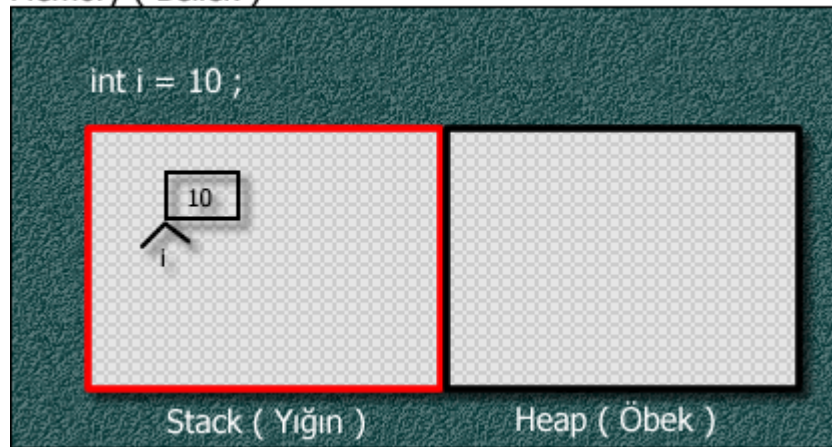 int i = 10 ;
10
i
Stack ( Yığın )
Heap ( Öbek )